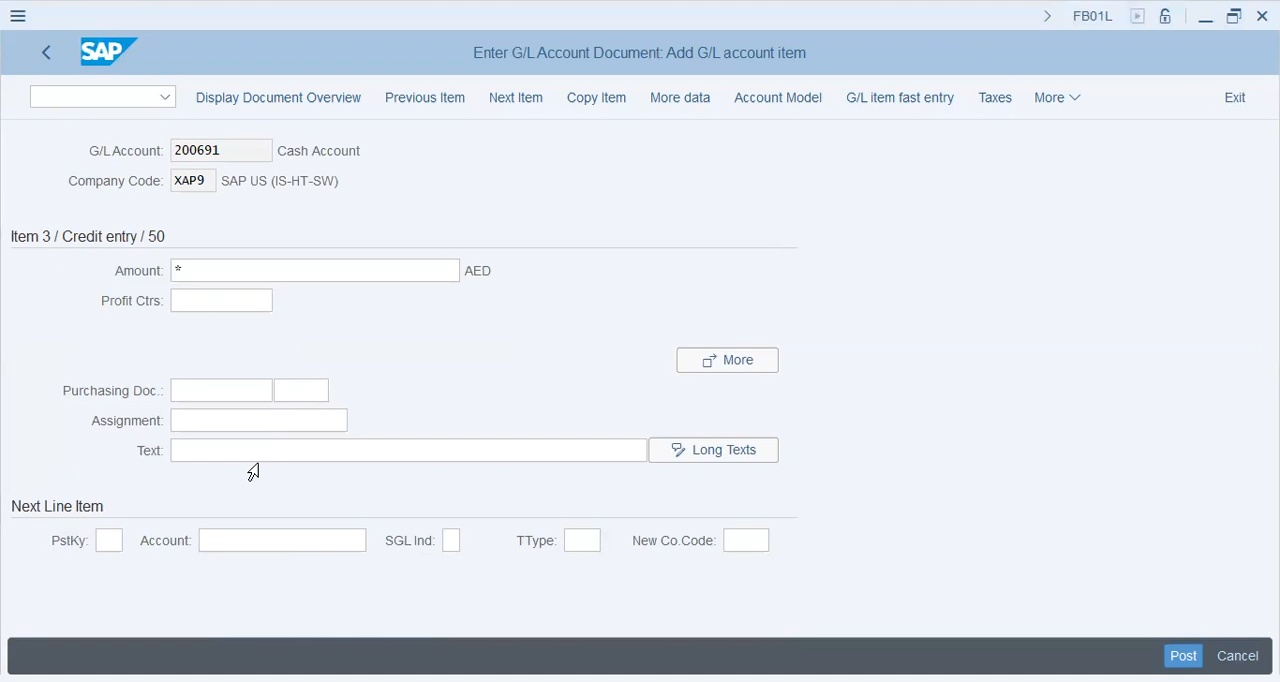 FB01L
SAP Enter G/L Account Document: Add G/L account item
Display Document Overview Previous Item Next Item Copy Item More data Account Model G/L item fast entry Taxes More Exit
G/L Account: 200691 Cash Account
Company Code: XAP9 SAP US (IS-HT-SW)
Item 3 / Credit entry / 50
Amount: * AED
Profit Ctrs:
More
Purchasing Doc.:
Assignment:
Text: Long Texts
Next Line Item
PstKy: Account: SGL Ind: TType: New Co.Code:
Post Cancel